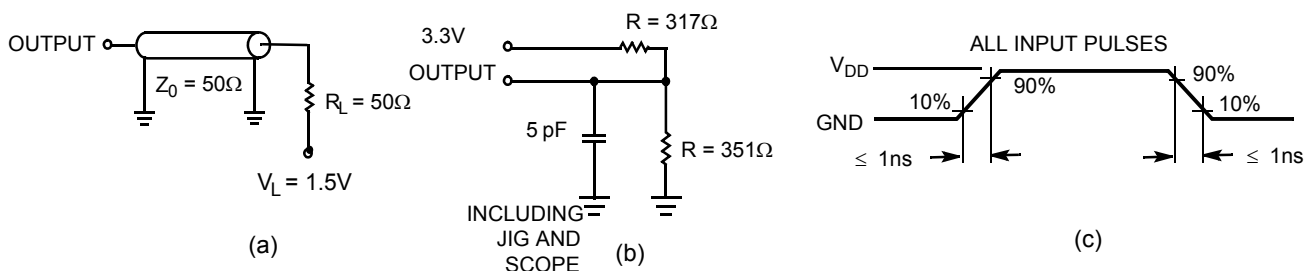 OUTPUT
Z0 = 50Ω
RL = 50Ω
VL = 1.5V
(a)
R = 317Ω
3.3V
OUTPUT
5 pF
R = 351Ω
INCLUDING
JIG AND
SCOPE
(b)
ALL INPUT PULSES
VDD
90%
90%
10%
10%
GND
≤ 1ns
≤ 1ns
(c)